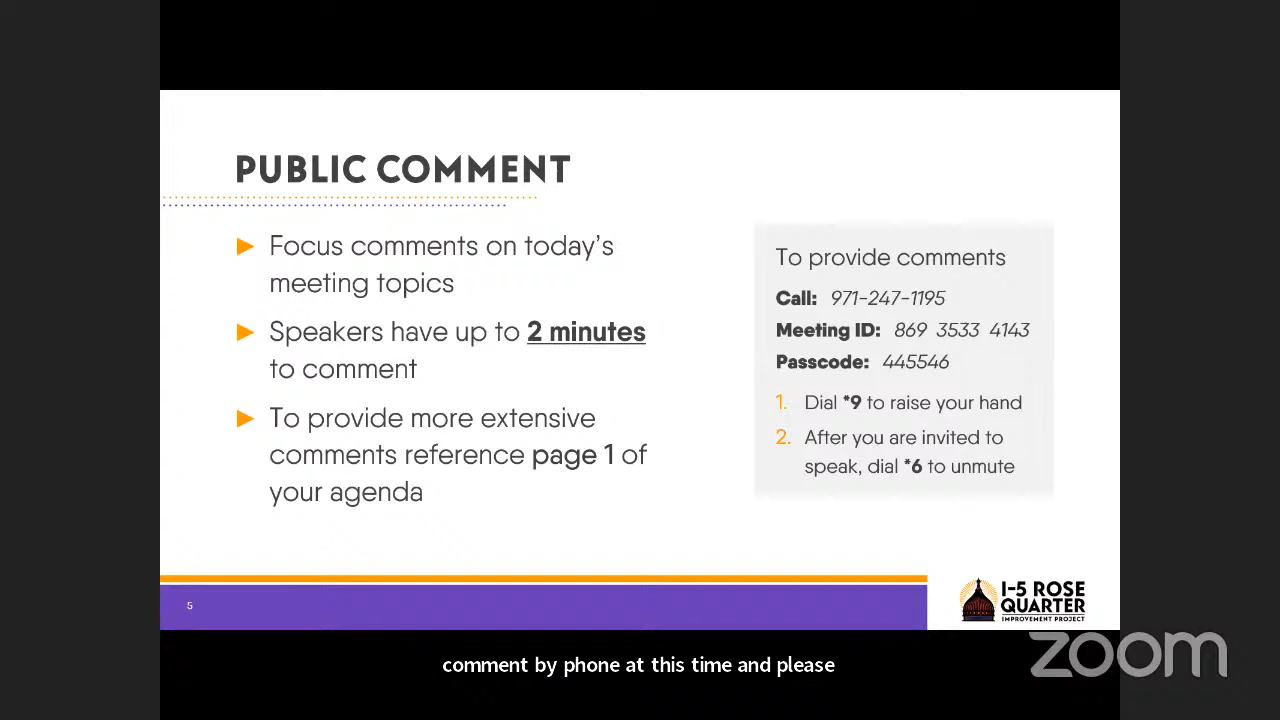 PUBLIC COMMENT
► Focus comments on today's
meeting topics
► Speakers have up to 2 minutes
to comment
► To provide more extensive
comments reference page 1 of
your agenda
To provide comments
Call: 971-247-1195
Meeting ID: 869 3533 4143
Passcode: 445546
1. Dial *9 to raise your hand
2. After you are invited to
speak, dial *6 to unmute
5
I-5 ROSE
QUARTER
IMPROVEMENT PROJECT
comment by phone at this time and please
zoom